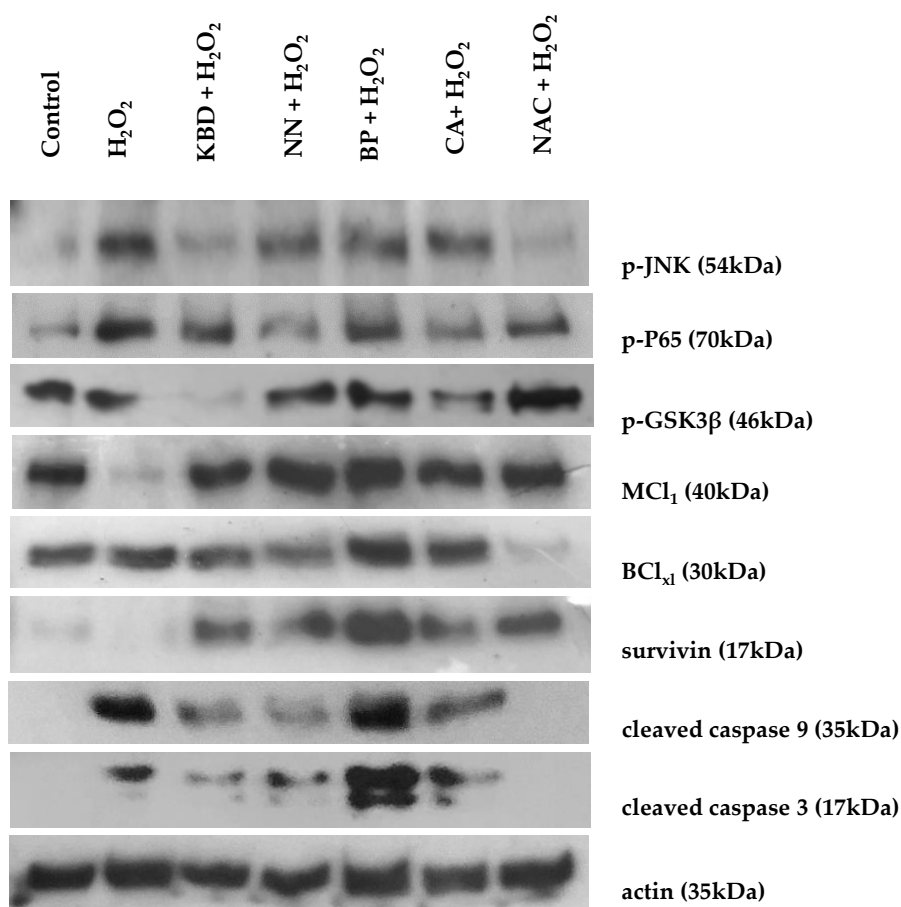 Control
H₂O₂
KBD + H₂O₂
NN + H₂O₂
BP + H₂O₂
CA+ H₂O₂
NAC + H₂O₂
p-JNK (54kDa)
p-P65 (70kDa)
p-GSK3β (46kDa)
MCl₁ (40kDa)
BClₓₗ (30kDa)
survivin (17kDa)
cleaved caspase 9 (35kDa)
cleaved caspase 3 (17kDa)
actin (35kDa)